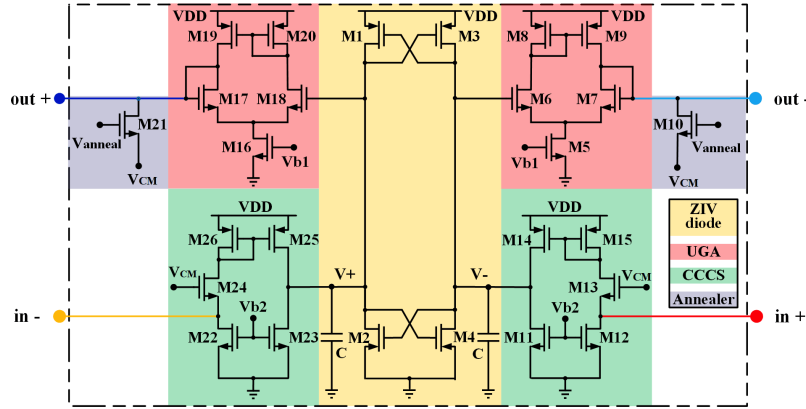 VDD VDD VDD VDD
M19 M20 M1 M3 M8 M9
out + M17 M18 M6 M7 out -
M21 M10
Vanneal M16 Vb1 Vb1 M5 Vanneal
VCM VCM
VDD VDD
M26 M25 M14 M15
ZIV
diode
VCM M24 V+ V- M13 VCM
UGA
CCCS
in - Vb2 Vb2 Annealer in +
M22 M23 M2 M4 M11 M12
C C